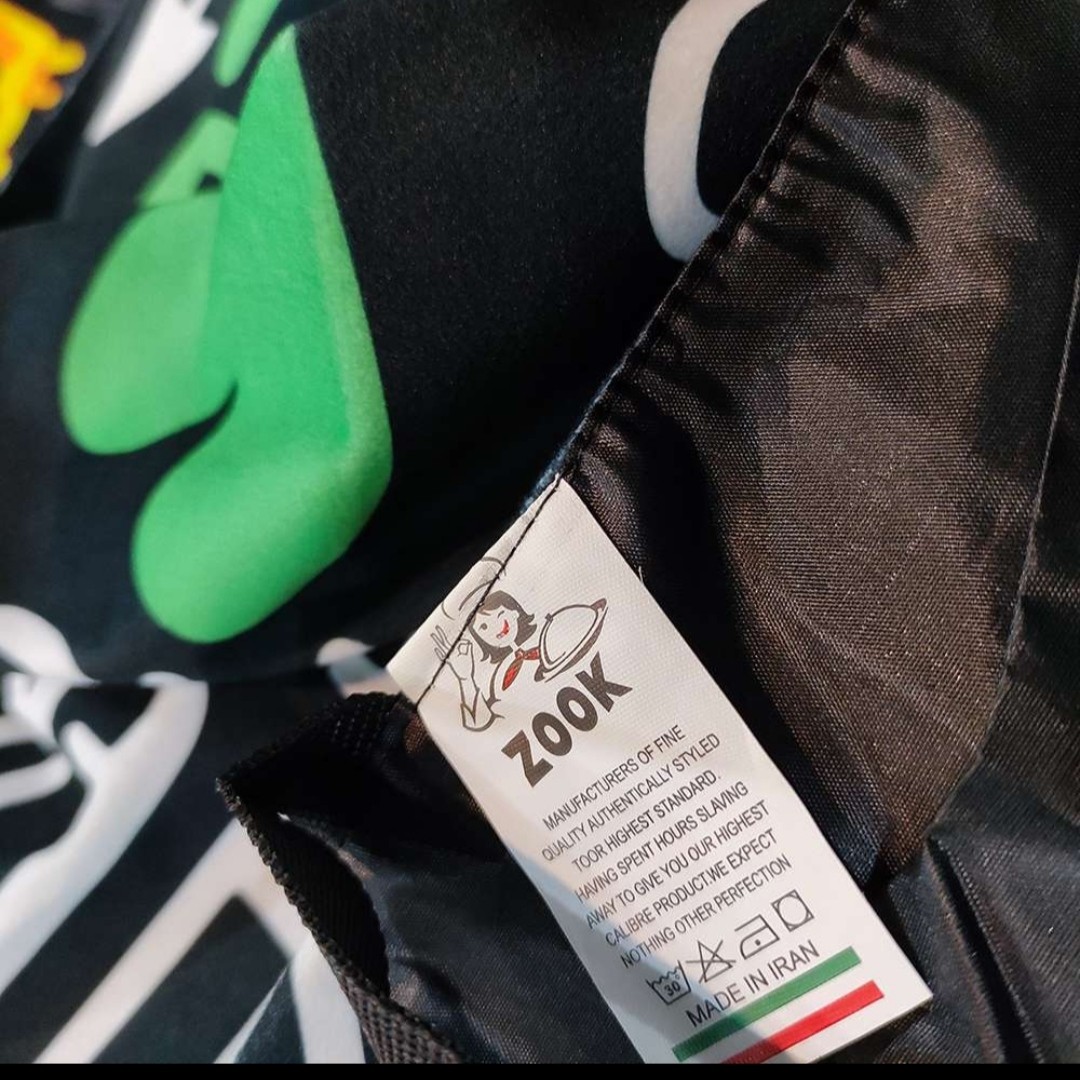 ZOOK
MANUFACTURERS OF FINE
QUALITY AUTHENTICALLY STYLED
TOOR HIGHEST STANDARD.
HAVING SPENT HOURS SLAVING
AWAY TO GIVE YOU OUR HIGHEST
CALIBRE PRODUCT.WE EXPECT
NOTHING OTHER PERFECTION
30°
MADE IN IRAN